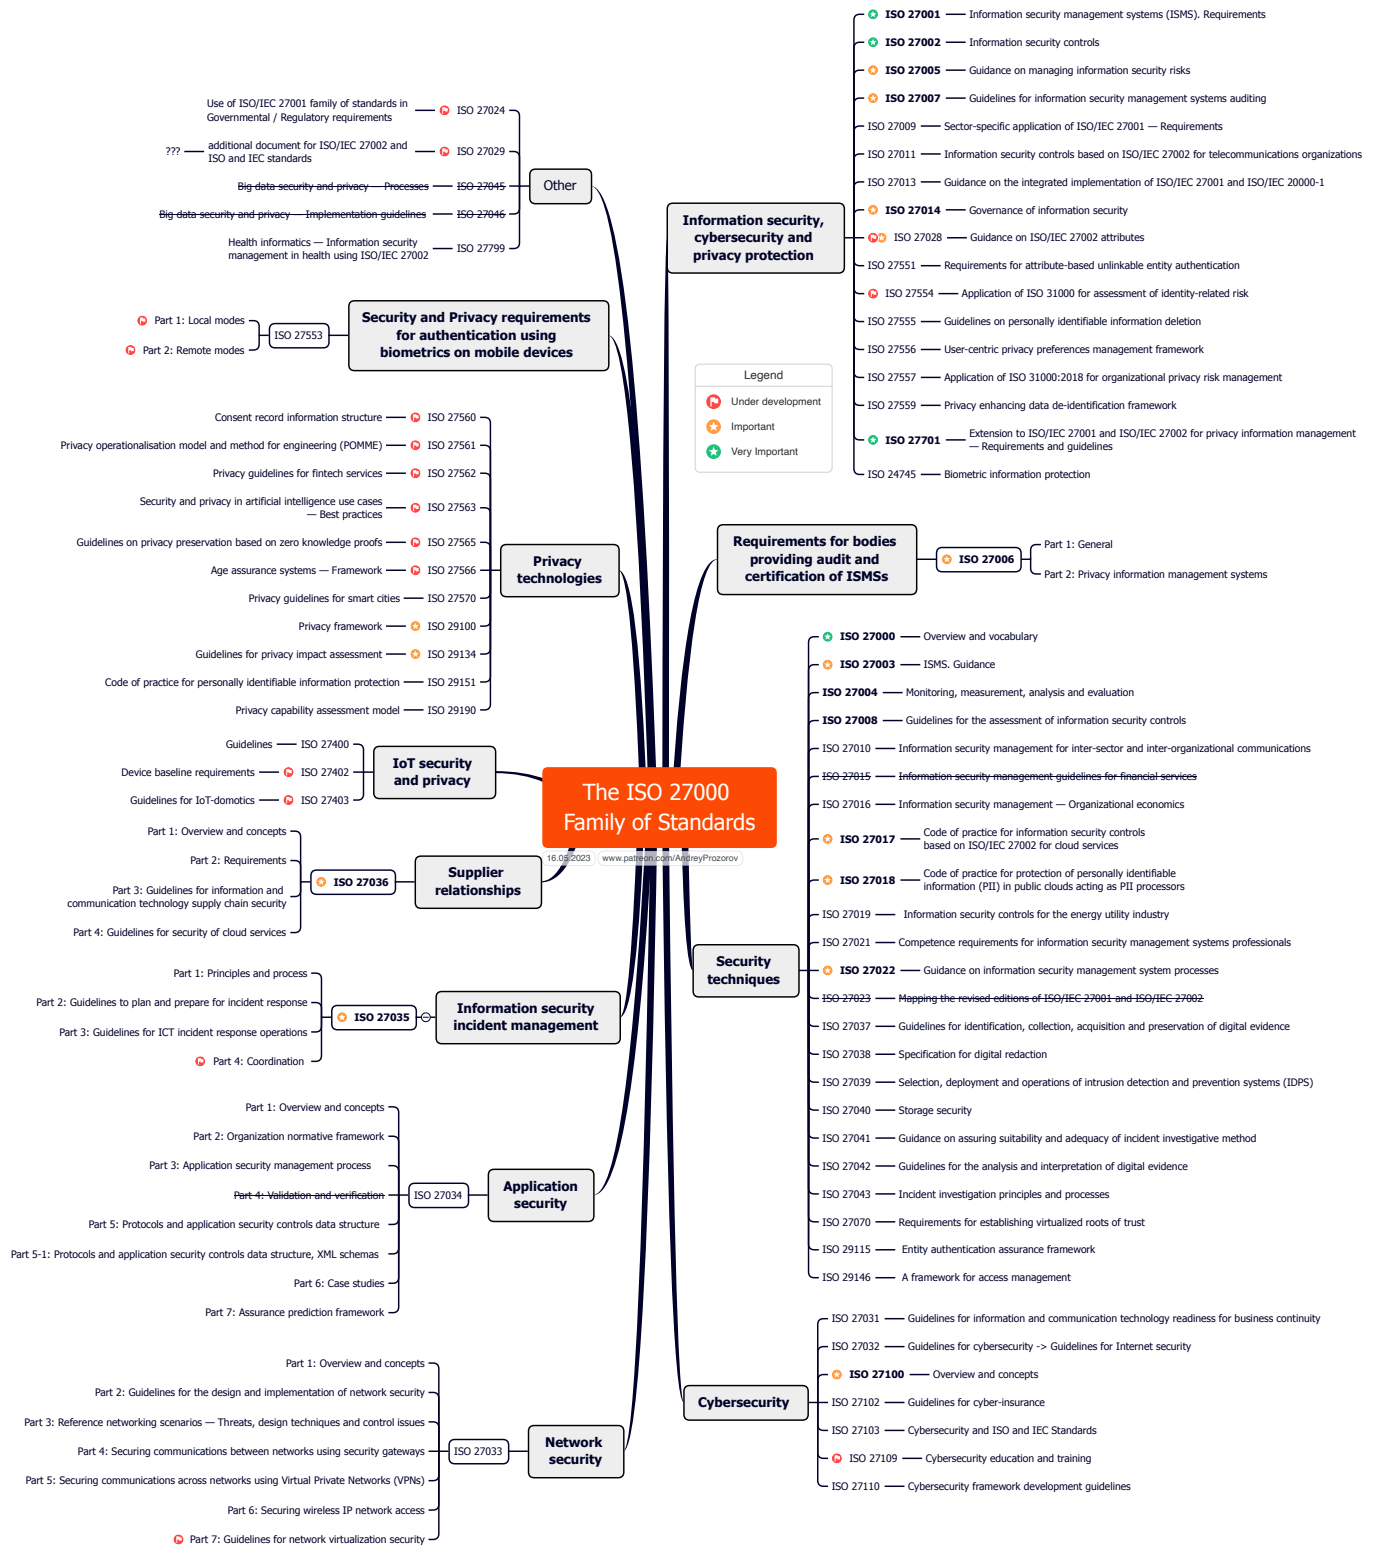 The ISO 27000
Family of Standards
16.05.2023
www.patreon.com/AndreyProzorov
Information security,
cybersecurity and
privacy protection
ISO 27001
Information security management systems (ISMS). Requirements
ISO 27002
Information security controls
ISO 27005
Guidance on managing information security risks
ISO 27007
Guidelines for information security management systems auditing
ISO 27009
Sector-specific application of ISO/IEC 27001 — Requirements
ISO 27011
Information security controls based on ISO/IEC 27002 for telecommunications organizations
ISO 27013
Guidance on the integrated implementation of ISO/IEC 27001 and ISO/IEC 20000-1
ISO 27014
Governance of information security
ISO 27028
Guidance on ISO/IEC 27002 attributes
ISO 27551
Requirements for attribute-based unlinkable entity authentication
ISO 27554
Application of ISO 31000 for assessment of identity-related risk
ISO 27555
Guidelines on personally identifiable information deletion
ISO 27556
User-centric privacy preferences management framework
ISO 27557
Application of ISO 31000:2018 for organizational privacy risk management
ISO 27559
Privacy enhancing data de-identification framework
ISO 27701
Extension to ISO/IEC 27001 and ISO/IEC 27002 for privacy information management
— Requirements and guidelines
ISO 24745
Biometric information protection
Legend
Under development
Important
Very Important
Requirements for bodies
providing audit and
certification of ISMSs
ISO 27006
Part 1: General
Part 2: Privacy information management systems
Security
techniques
ISO 27000
Overview and vocabulary
ISO 27003
ISMS. Guidance
ISO 27004
Monitoring, measurement, analysis and evaluation
ISO 27008
Guidelines for the assessment of information security controls
ISO 27010
Information security management for inter-sector and inter-organizational communications
ISO 27015
Information security management guidelines for financial services
ISO 27016
Information security management — Organizational economics
ISO 27017
Code of practice for information security controls
based on ISO/IEC 27002 for cloud services
ISO 27018
Code of practice for protection of personally identifiable
information (PII) in public clouds acting as PII processors
ISO 27019
Information security controls for the energy utility industry
ISO 27021
Competence requirements for information security management systems professionals
ISO 27022
Guidance on information security management system processes
ISO 27023
Mapping the revised editions of ISO/IEC 27001 and ISO/IEC 27002
ISO 27037
Guidelines for identification, collection, acquisition and preservation of digital evidence
ISO 27038
Specification for digital redaction
ISO 27039
Selection, deployment and operations of intrusion detection and prevention systems (IDPS)
ISO 27040
Storage security
ISO 27041
Guidance on assuring suitability and adequacy of incident investigative method
ISO 27042
Guidelines for the analysis and interpretation of digital evidence
ISO 27043
Incident investigation principles and processes
ISO 27070
Requirements for establishing virtualized roots of trust
ISO 29115
Entity authentication assurance framework
ISO 29146
A framework for access management
Cybersecurity
ISO 27031
Guidelines for information and communication technology readiness for business continuity
ISO 27032
Guidelines for cybersecurity -> Guidelines for Internet security
ISO 27100
Overview and concepts
ISO 27102
Guidelines for cyber-insurance
ISO 27103
Cybersecurity and ISO and IEC Standards
ISO 27109
Cybersecurity education and training
ISO 27110
Cybersecurity framework development guidelines
Other
ISO 27024
Use of ISO/IEC 27001 family of standards in
Governmental / Regulatory requirements
ISO 27029
additional document for ISO/IEC 27002 and
ISO and IEC standards
???
ISO 27045
Big data security and privacy — Processes
ISO 27046
Big data security and privacy — Implementation guidelines
ISO 27799
Health informatics — Information security
management in health using ISO/IEC 27002
Security and Privacy requirements
for authentication using
biometrics on mobile devices
ISO 27553
Part 1: Local modes
Part 2: Remote modes
Privacy
technologies
ISO 27560
Consent record information structure
ISO 27561
Privacy operationalisation model and method for engineering (POMME)
ISO 27562
Privacy guidelines for fintech services
ISO 27563
Security and privacy in artificial intelligence use cases
— Best practices
ISO 27565
Guidelines on privacy preservation based on zero knowledge proofs
ISO 27566
Age assurance systems — Framework
ISO 27570
Privacy guidelines for smart cities
ISO 29100
Privacy framework
ISO 29134
Guidelines for privacy impact assessment
ISO 29151
Code of practice for personally identifiable information protection
ISO 29190
Privacy capability assessment model
IoT security
and privacy
ISO 27400
Guidelines
ISO 27402
Device baseline requirements
ISO 27403
Guidelines for IoT-domotics
Supplier
relationships
ISO 27036
Part 1: Overview and concepts
Part 2: Requirements
Part 3: Guidelines for information and
communication technology supply chain security
Part 4: Guidelines for security of cloud services
Information security
incident management
ISO 27035
Part 1: Principles and process
Part 2: Guidelines to plan and prepare for incident response
Part 3: Guidelines for ICT incident response operations
Part 4: Coordination
Application
security
ISO 27034
Part 1: Overview and concepts
Part 2: Organization normative framework
Part 3: Application security management process
Part 4: Validation and verification
Part 5: Protocols and application security controls data structure
Part 5-1: Protocols and application security controls data structure, XML schemas
Part 6: Case studies
Part 7: Assurance prediction framework
Network
security
ISO 27033
Part 1: Overview and concepts
Part 2: Guidelines for the design and implementation of network security
Part 3: Reference networking scenarios — Threats, design techniques and control issues
Part 4: Securing communications between networks using security gateways
Part 5: Securing communications across networks using Virtual Private Networks (VPNs)
Part 6: Securing wireless IP network access
Part 7: Guidelines for network virtualization security